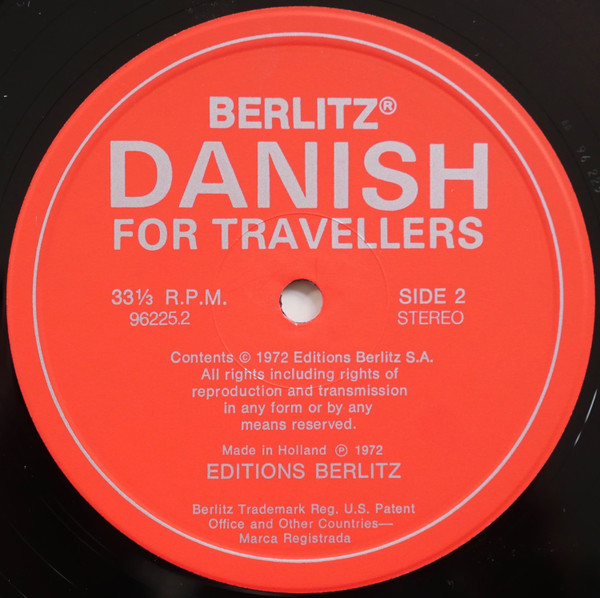 BERLITZ®
DANISH
FOR TRAVELLERS
33⅓ R.P.M.
SIDE 2
96225.2
STEREO
Contents © 1972 Editions Berlitz S.A.
All rights including rights of
reproduction and transmission
in any form or by any
means reserved.
Made in Holland ℗ 1972
EDITIONS BERLITZ
Berlitz Trademark Reg. U.S. Patent
Office and Other Countries—
Marca Registrada